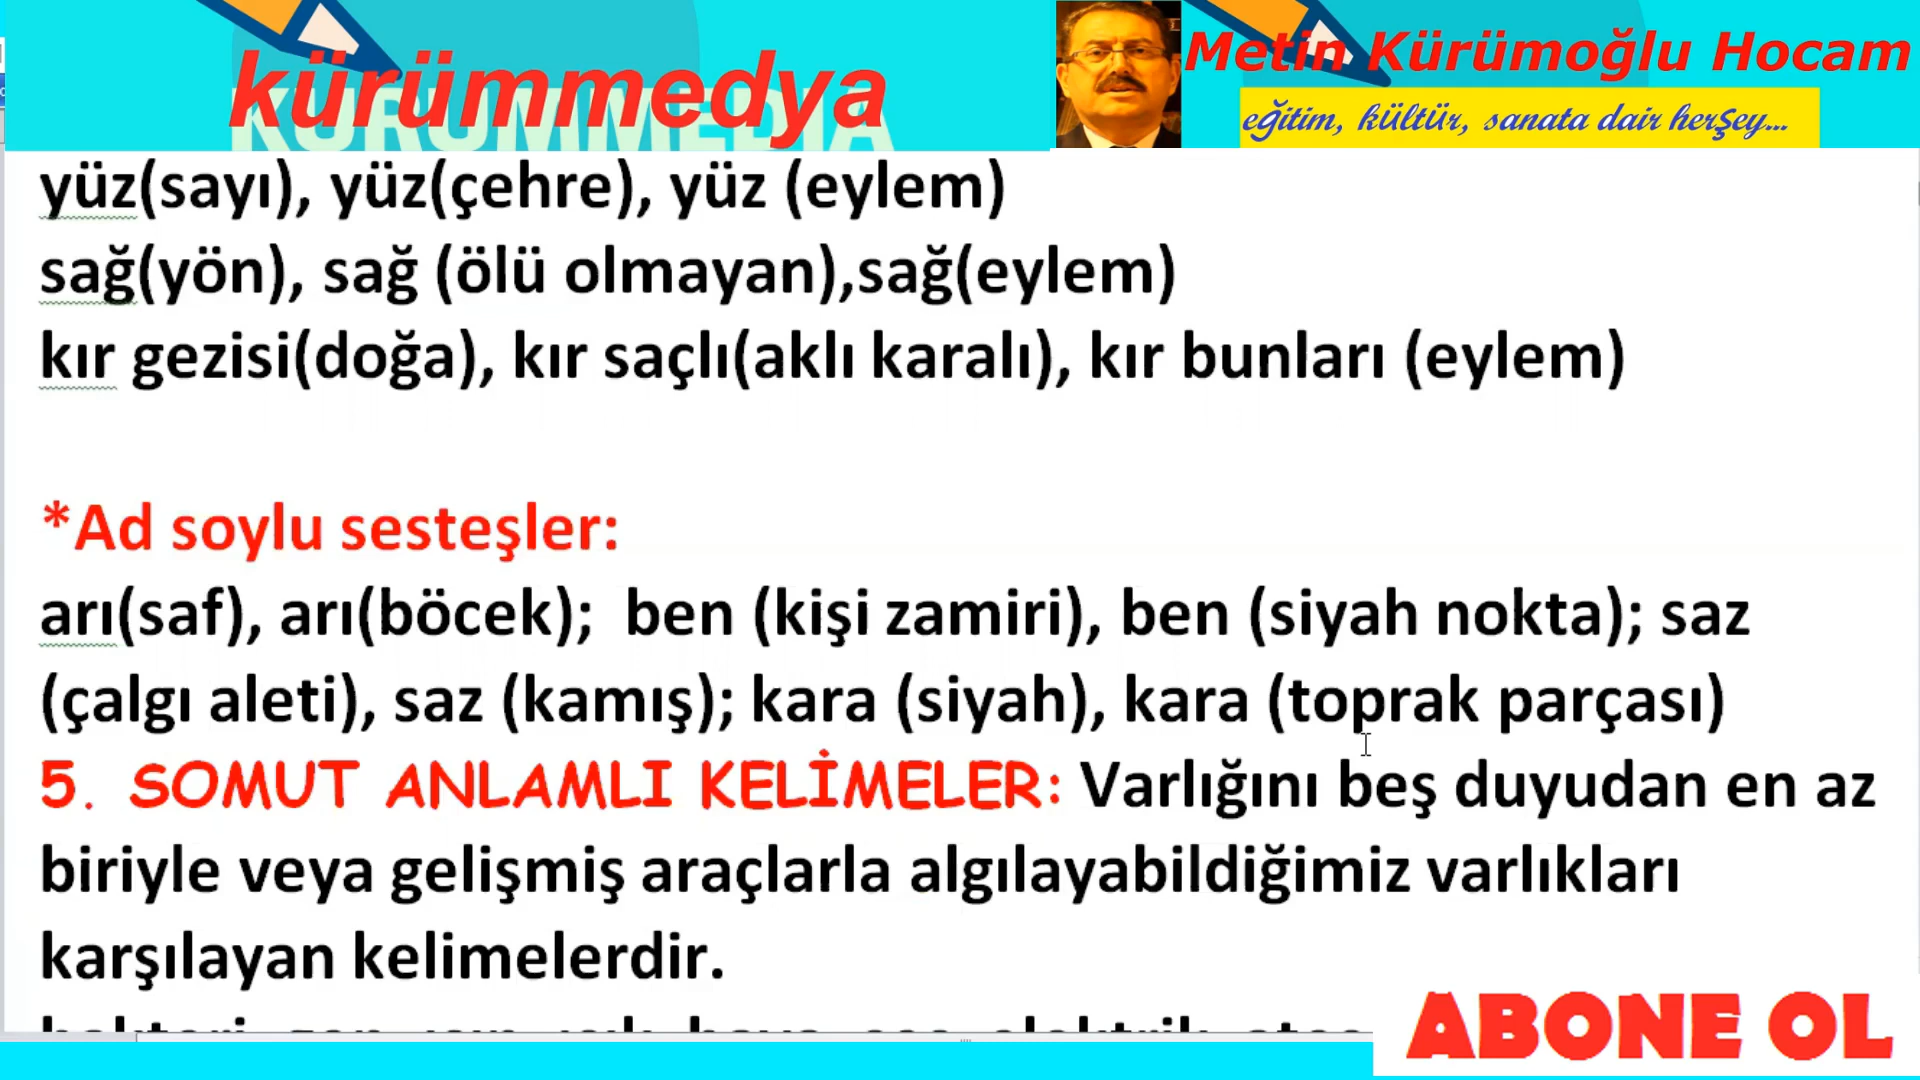 kürümmedya
KÜRÜMMEDIA
Metin Kürümoğlu Hocam
eğitim, kültür, sanata dair herşey...
yüz(sayı), yüz(çehre), yüz (eylem)
sağ(yön), sağ (ölü olmayan),sağ(eylem)
kır gezisi(doğa), kır saçlı(aklı karalı), kır bunları (eylem)
*Ad soylu sesteşler:
arı(saf), arı(böcek);  ben (kişi zamiri), ben (siyah nokta); saz
(çalgı aleti), saz (kamış); kara (siyah), kara (toprak parçası)
5. SOMUT ANLAMLI KELİMELER: Varlığını beş duyudan en az
biriyle veya gelişmiş araçlarla algılayabildiğimiz varlıkları
karşılayan kelimelerdir.
ABONE OL